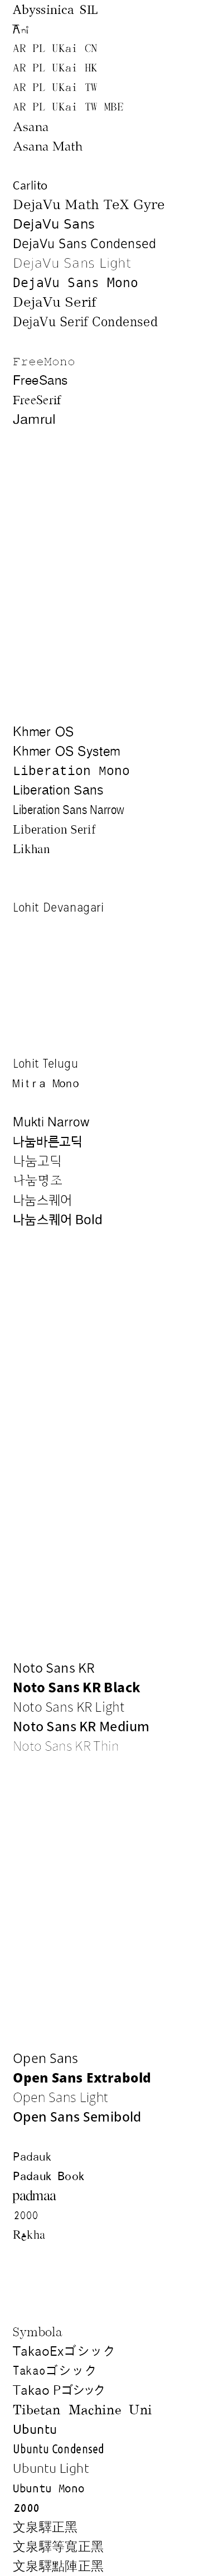 Abyssinica SIL
Ani
AR PL UKai CN
AR PL UKai HK
AR PL UKai TW
AR PL UKai TW MBE
Asana
Asana Math
Carlito
DejaVu Math TeX Gyre
DejaVu Sans
DejaVu Sans Condensed
DejaVu Sans Light
DejaVu Sans Mono
DejaVu Serif
DejaVu Serif Condensed
FreeMono
FreeSans
FreeSerif
Jamrul
Khmer OS
Khmer OS System
Liberation Mono
Liberation Sans
Liberation Sans Narrow
Liberation Serif
Likhan
Lohit Devanagari
Lohit Telugu
Mitra Mono
Mukti Narrow
나눔바른고딕
나눔고딕
나눔명조
나눔스퀘어
나눔스퀘어 Bold
Noto Sans KR
Noto Sans KR Black
Noto Sans KR Light
Noto Sans KR Medium
Noto Sans KR Thin
Open Sans
Open Sans Extrabold
Open Sans Light
Open Sans Semibold
Padauk
Padauk Book
padmaa
2000
Rekha
Symbola
TakaoExゴシック
Takaoゴシック
Takao Pゴシック
Tibetan Machine Uni
Ubuntu
Ubuntu Condensed
Ubuntu Light
Ubuntu Mono
2000
文泉驛正黑
文泉驛等寬正黑
文泉驛點陣正黑